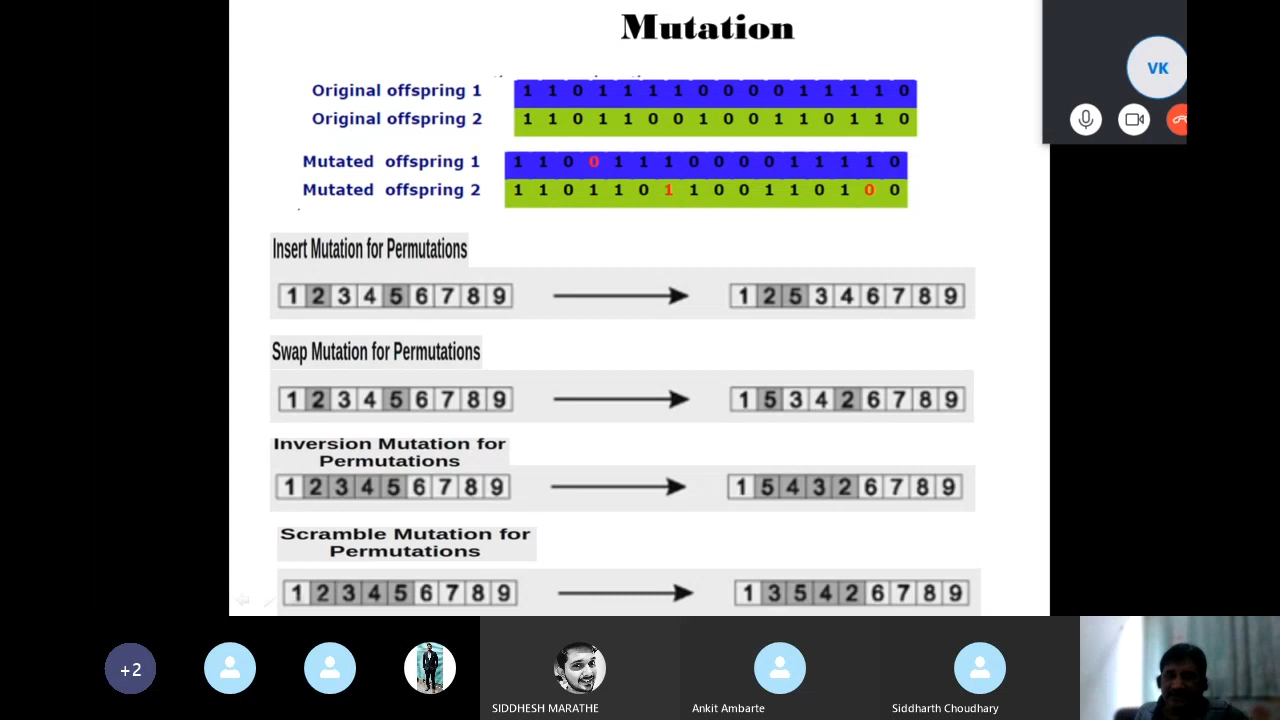 Mutation
VK
Original offspring 1 1 1 0 1 1 1 1 0 0 0 0 1 1 1 1 0
Original offspring 2 1 1 0 1 1 0 0 1 0 0 1 1 0 1 1 0
Mutated offspring 1 1 1 0 0 1 1 1 0 0 0 0 1 1 1 1 0
Mutated offspring 2 1 1 0 1 1 0 1 1 0 0 1 1 0 1 0 0
Insert Mutation for Permutations
1 2 3 4 5 6 7 8 9 1 2 5 3 4 6 7 8 9
Swap Mutation for Permutations
1 2 3 4 5 6 7 8 9 1 5 3 4 2 6 7 8 9
Inversion Mutation for
Permutations
1 2 3 4 5 6 7 8 9 1 5 4 3 2 6 7 8 9
Scramble Mutation for
Permutations
1 2 3 4 5 6 7 8 9 1 3 5 4 2 6 7 8 9
+2
SIDDHESH MARATHE
Ankit Ambarte
Siddharth Choudhary